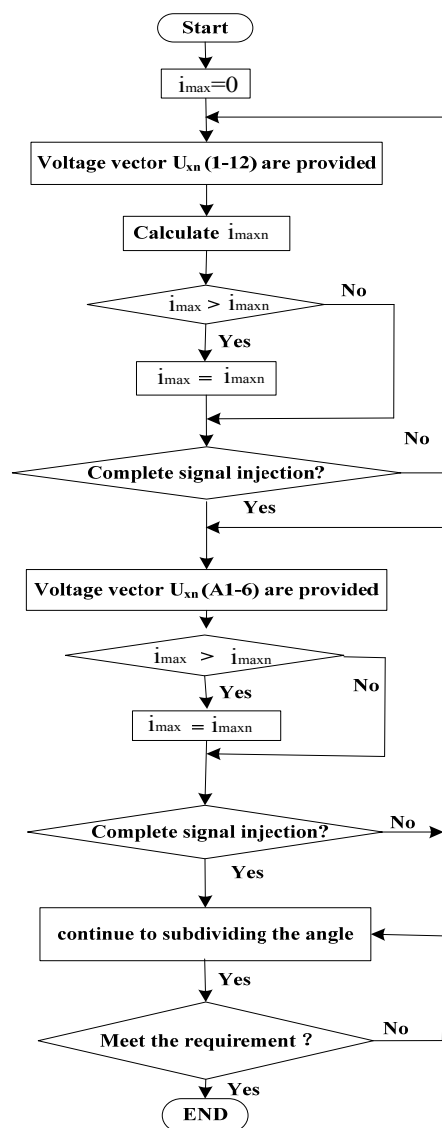 Start
imax=0
Voltage vector Uxn (1-12) are provided
Calculate imaxn
imax > imaxn
No
Yes
imax = imaxn
No
Complete signal injection?
Yes
Voltage vector Uxn (A1-6) are provided
imax > imaxn
No
Yes
imax = imaxn
Complete signal injection?
No
Yes
continue to subdividing the angle
Yes
Meet the requirement ?
No
Yes
END